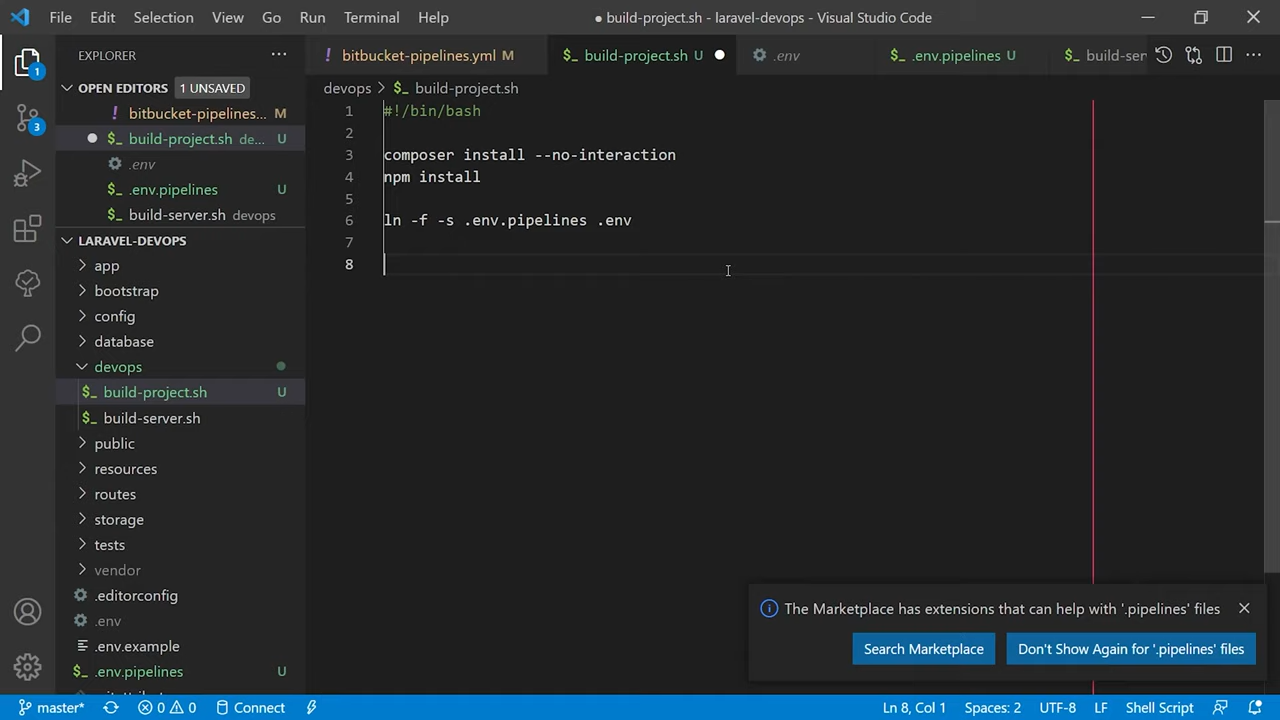 File Edit Selection View Go Run Terminal Help
● build-project.sh - laravel-devops - Visual Studio Code
EXPLORER
OPEN EDITORS 1 UNSAVED
! bitbucket-pipelines... M
$_ build-project.sh de... U
.env
$_ .env.pipelines U
$_ build-server.sh devops
LARAVEL-DEVOPS
app
bootstrap
config
database
devops
$_ build-project.sh U
$_ build-server.sh
public
resources
routes
storage
tests
vendor
.editorconfig
.env
.env.example
$_ .env.pipelines U
1
3
! bitbucket-pipelines.yml M
$_ build-project.sh U
.env
$_ .env.pipelines U
$_ build-ser
devops > $_ build-project.sh
1 #!/bin/bash
2
3 composer install --no-interaction
4 npm install
5
6 ln -f -s .env.pipelines .env
7
8
The Marketplace has extensions that can help with '.pipelines' files
Search Marketplace
Don't Show Again for '.pipelines' files
master* 0 0 Connect
Ln 8, Col 1 Spaces: 2 UTF-8 LF Shell Script